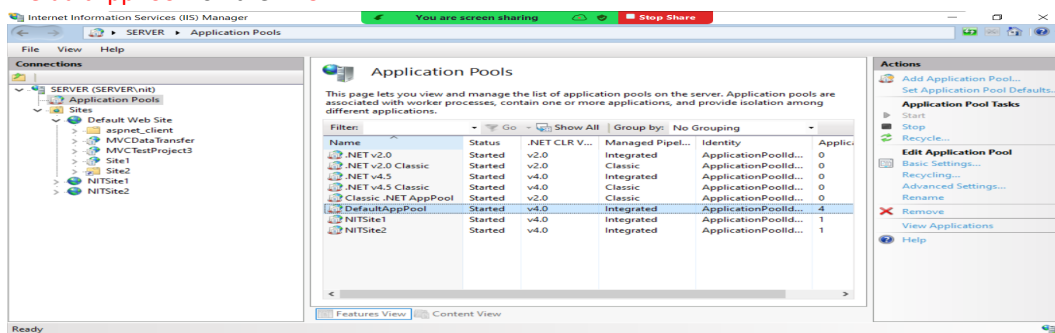 Internet Information Services (IIS) Manager
You are screen sharing
Stop Share
SERVER
Application Pools
File View Help
Connections
SERVER (SERVER\nit)
Application Pools
Sites
Default Web Site
aspnet_client
MVCDataTransfer
MVCTestProject3
Site1
Site2
NITSite1
NITSite2
Application Pools
This page lets you view and manage the list of application pools on the server. Application pools are
associated with worker processes, contain one or more applications, and provide isolation among
different applications.
Filter: Go Show All Group by: No Grouping
Name Status .NET CLR V... Managed Pipel... Identity Applic
.NET v2.0 Started v2.0 Integrated ApplicationPoolId... 0
.NET v2.0 Classic Started v2.0 Classic ApplicationPoolId... 0
.NET v4.5 Started v4.0 Integrated ApplicationPoolId... 0
.NET v4.5 Classic Started v4.0 Classic ApplicationPoolId... 0
Classic .NET AppPool Started v2.0 Classic ApplicationPoolId... 0
DefaultAppPool Started v4.0 Integrated ApplicationPoolId... 4
NITSite1 Started v4.0 Integrated ApplicationPoolId... 1
NITSite2 Started v4.0 Integrated ApplicationPoolId... 1
Features View Content View
Actions
Add Application Pool...
Set Application Pool Defaults..
Application Pool Tasks
Start
Stop
Recycle...
Edit Application Pool
Basic Settings...
Recycling...
Advanced Settings...
Rename
Remove
View Applications
Help
Ready